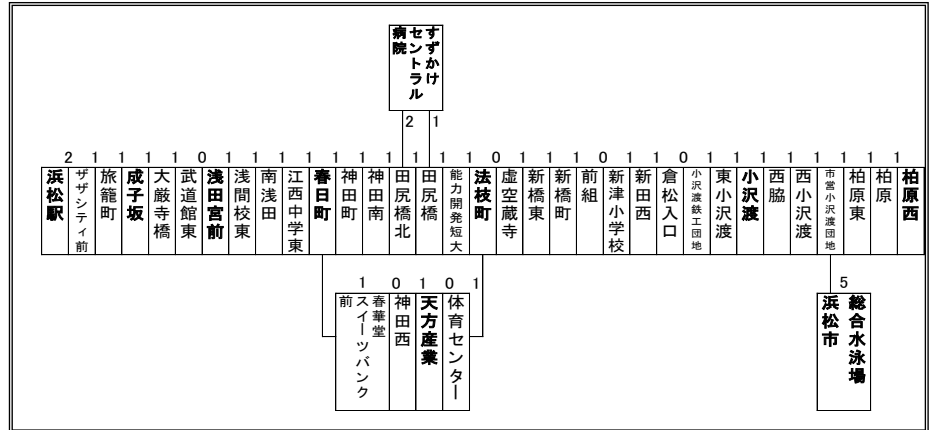 すずかけ
セントラル
病院
2 1
2 1 1 1 1 0 1 1 1 1 1 1 1 1 1 1 0 1 1 1 0 1 1 0 1 1 1 1 1 1 1 1
浜松駅
ザザシティ前
旅籠町
成子坂
大厳寺橋
武道館東
浅田宮前
浅間校東
南浅田
江西中学東
春日町
神田町
神田南
田尻橋北
田尻橋
能力開発短大
法枝町
虚空蔵寺
新橋東
新橋町
前組
新津小学校
新田西
倉松入口
小沢渡鉄工団地
東小沢渡
小沢渡
西脇
西小沢渡
市営小沢渡団地
柏原東
柏原
柏原西
1 0 1 0 1
春華堂
スイーツバンク
前
神田西
天方産業
体育センター
5
浜松市
総合水泳場